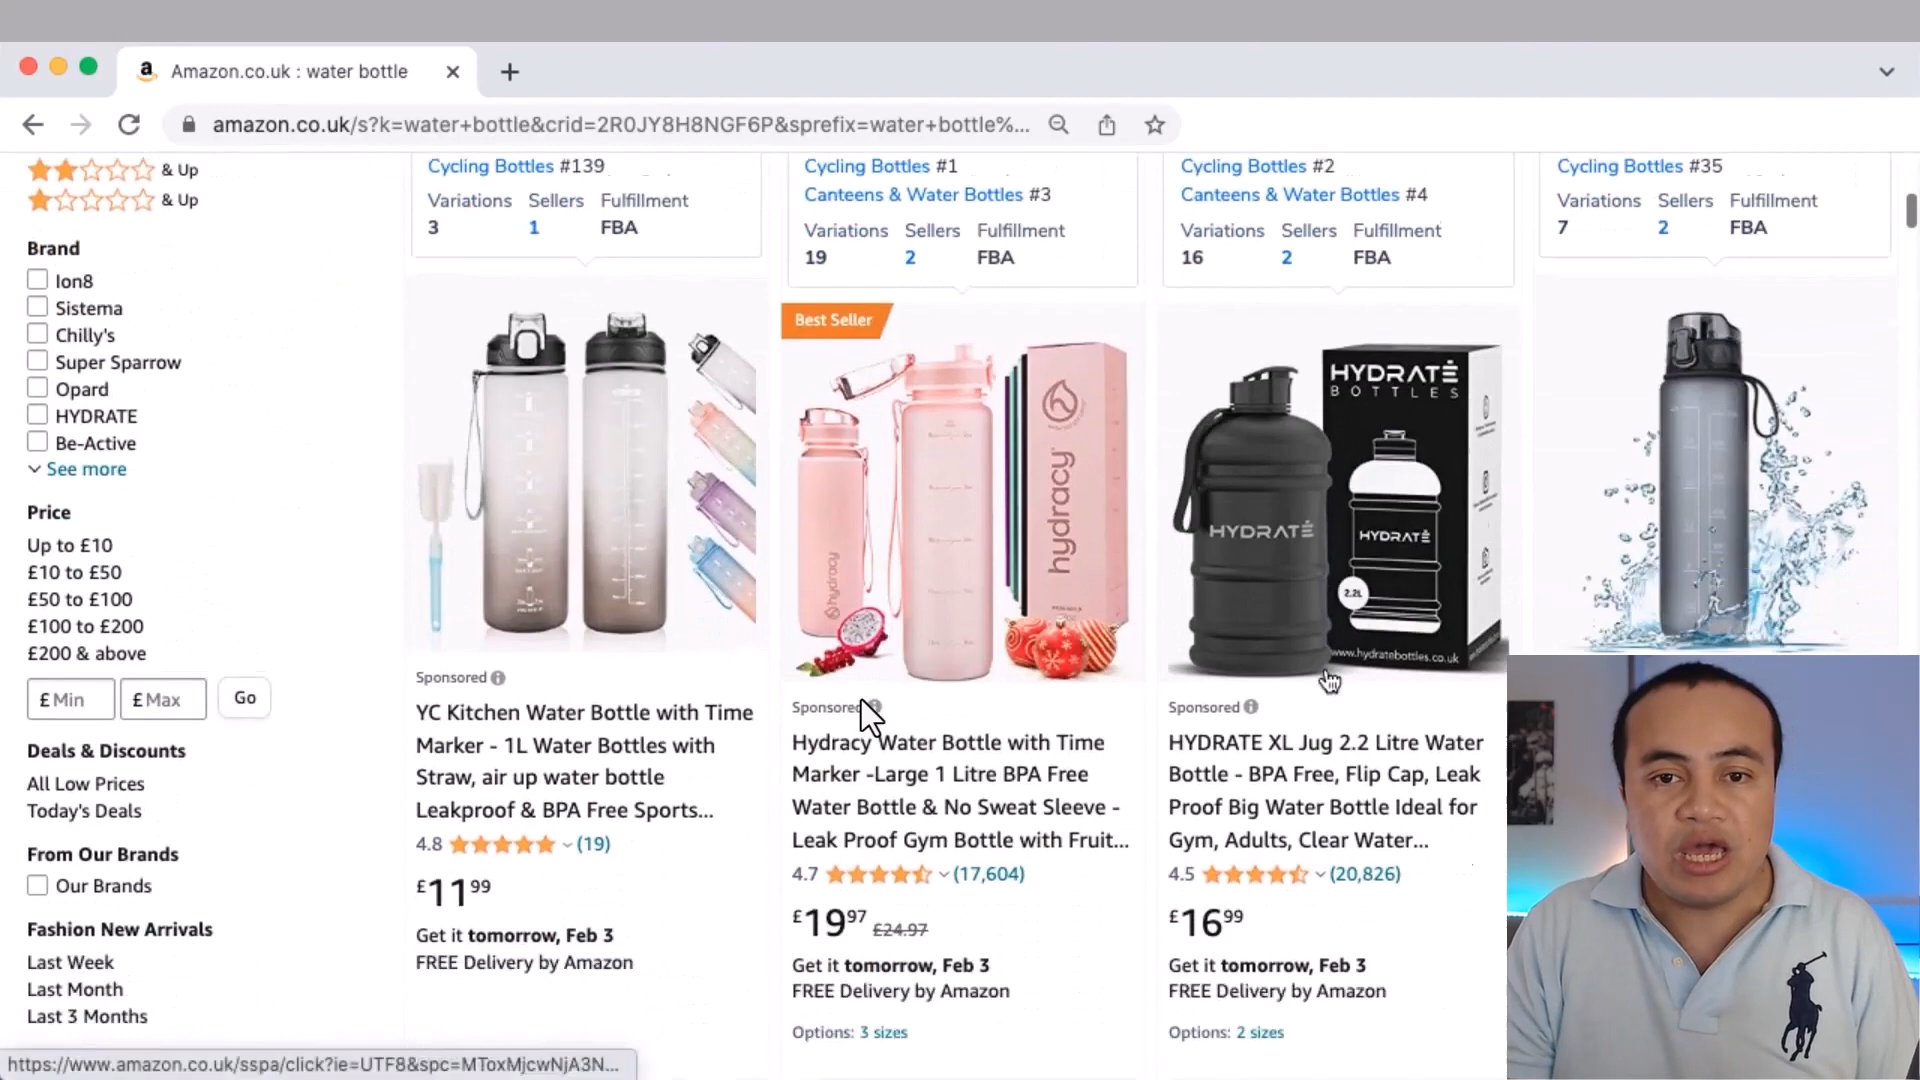 a
Amazon.co.uk : water bottle
amazon.co.uk/s?k=water+bottle&crid=2R0JY8H8NGF6P&sprefix=water+bottle%...
& Up
& Up
Brand
Ion8
Sistema
Chilly's
Super Sparrow
Opard
HYDRATE
Be-Active
See more
Price
Up to £10
£10 to £50
£50 to £100
£100 to £200
£200 & above
£ Min £ Max Go
Deals & Discounts
All Low Prices
Today's Deals
From Our Brands
Our Brands
Fashion New Arrivals
Last Week
Last Month
Last 3 Months
https://www.amazon.co.uk/sspa/click?ie=UTF8&spc=MToxMjcwNjA3N...
Cycling Bottles #139
Variations Sellers Fulfillment
3 1 FBA
Sponsored
YC Kitchen Water Bottle with Time
Marker - 1L Water Bottles with
Straw, air up water bottle
Leakproof & BPA Free Sports...
4.8 (19)
£11.99
Get it tomorrow, Feb 3
FREE Delivery by Amazon
Cycling Bottles #1
Canteens & Water Bottles #3
Variations Sellers Fulfillment
19 2 FBA
Best Seller
hydracy
hydracy
Sponsored
Hydracy Water Bottle with Time
Marker -Large 1 Litre BPA Free
Water Bottle & No Sweat Sleeve -
Leak Proof Gym Bottle with Fruit...
4.7 (17,604)
£19.97 £24.97
Get it tomorrow, Feb 3
FREE Delivery by Amazon
Options: 3 sizes
Cycling Bottles #2
Canteens & Water Bottles #4
Variations Sellers Fulfillment
16 2 FBA
HYDRATÉ
BOTTLES
HYDRATÉ
HYDRATÉ
2.2L
www.hydratebottles.co.uk
Sponsored
HYDRATE XL Jug 2.2 Litre Water
Bottle - BPA Free, Flip Cap, Leak
Proof Big Water Bottle Ideal for
Gym, Adults, Clear Water...
4.5 (20,826)
£16.99
Get it tomorrow, Feb 3
FREE Delivery by Amazon
Options: 2 sizes
Cycling Bottles #35
Variations Sellers Fulfillment
7 2 FBA